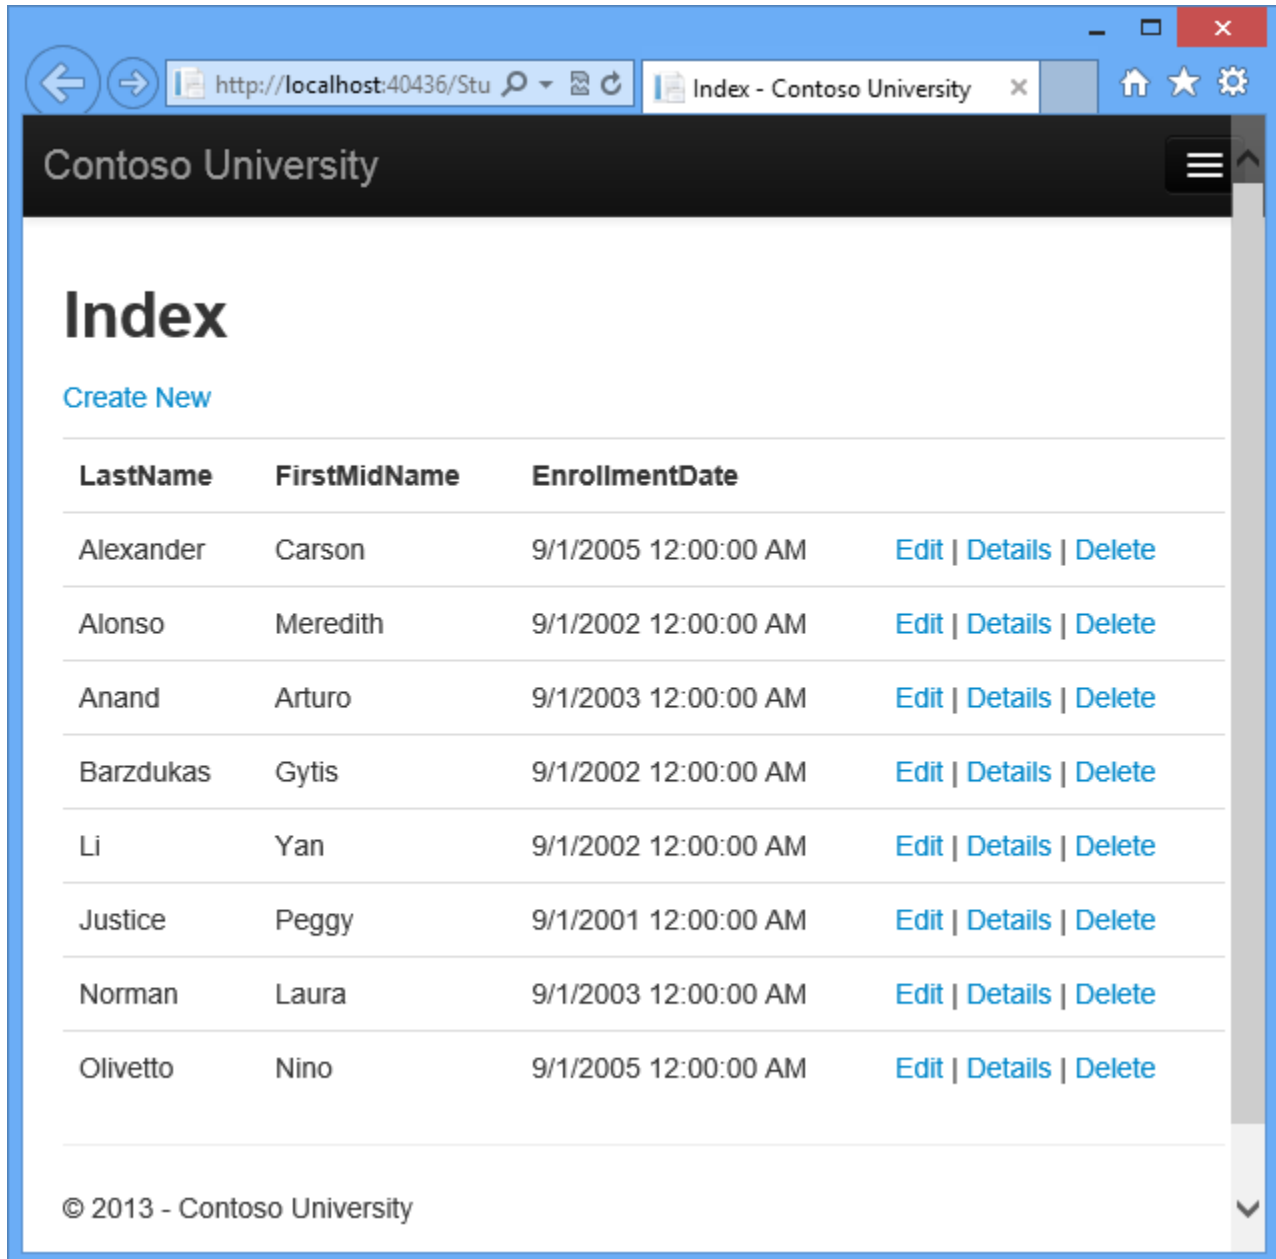 http://localhost:40436/Stu
Index - Contoso University
Contoso University
Index
Create New
LastName FirstMidName EnrollmentDate
Alexander Carson 9/1/2005 12:00:00 AM Edit | Details | Delete
Alonso Meredith 9/1/2002 12:00:00 AM Edit | Details | Delete
Anand Arturo 9/1/2003 12:00:00 AM Edit | Details | Delete
Barzdukas Gytis 9/1/2002 12:00:00 AM Edit | Details | Delete
Li Yan 9/1/2002 12:00:00 AM Edit | Details | Delete
Justice Peggy 9/1/2001 12:00:00 AM Edit | Details | Delete
Norman Laura 9/1/2003 12:00:00 AM Edit | Details | Delete
Olivetto Nino 9/1/2005 12:00:00 AM Edit | Details | Delete
© 2013 - Contoso University